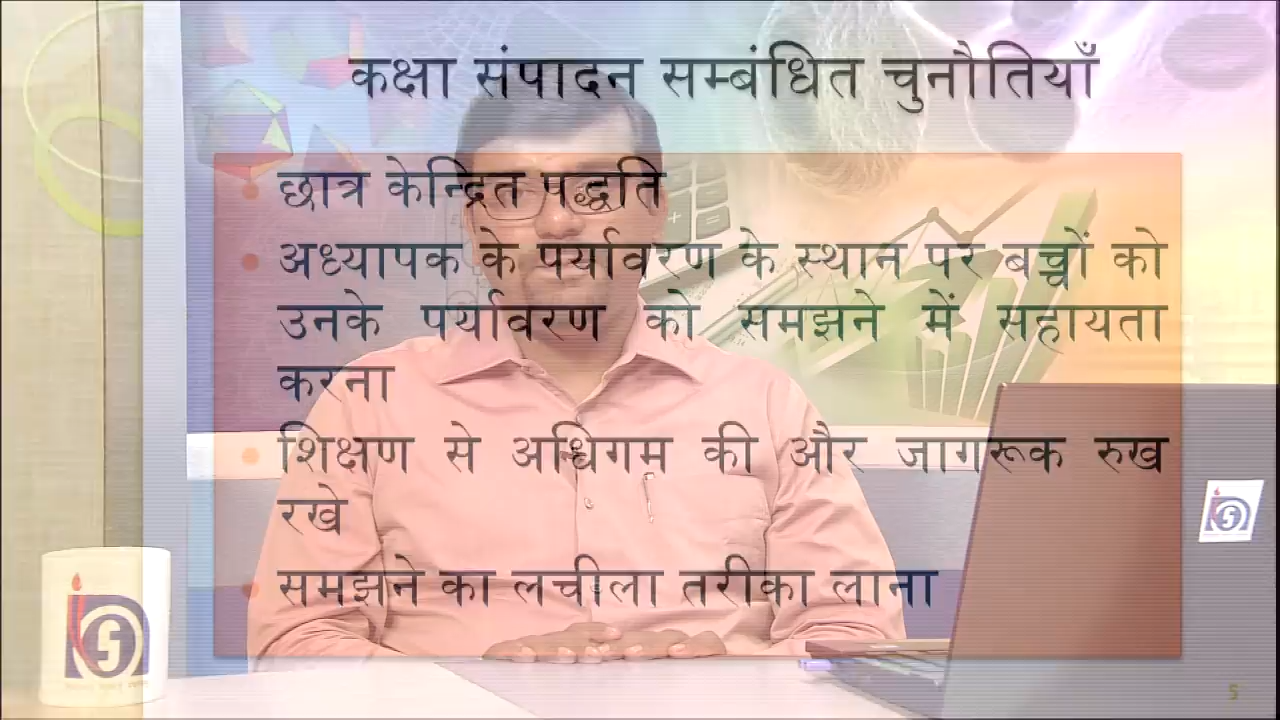 कक्षा संपादन सम्बंधित चुनौतियाँ
छात्र केन्द्रित पद्धति
अध्यापक के पर्यावरण के स्थान पर बच्चों को
उनके पर्यावरण को समझने में सहायता
करना
शिक्षण से अधिगम की और जागरूक रुख
रखे
समझने का लचीला तरीका लाना
5